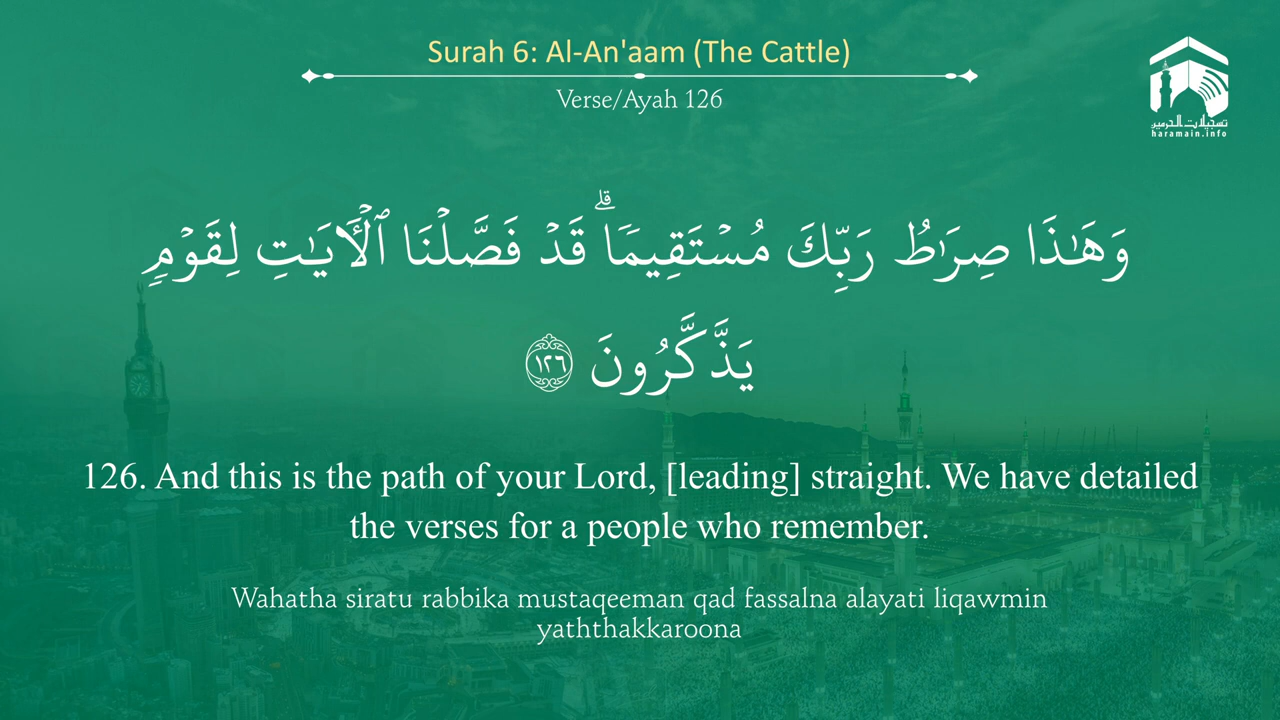 Surah 6: Al-An'aam (The Cattle)
Verse/Ayah 126
تسجيلات الحرمين
haramain.info
وَهَـٰذَا صِرَٰطُ رَبِّكَ مُسۡتَقِيمٗاۗ قَدۡ فَصَّلۡنَا ٱلۡأٓيَٰتِ لِقَوۡمٖ
يَذَّكَّرُونَ ١٢٦
126. And this is the path of your Lord, [leading] straight. We have detailed
the verses for a people who remember.
Wahatha siratu rabbika mustaqeeman qad fassalna alayati liqawmin
yaththakkaroona